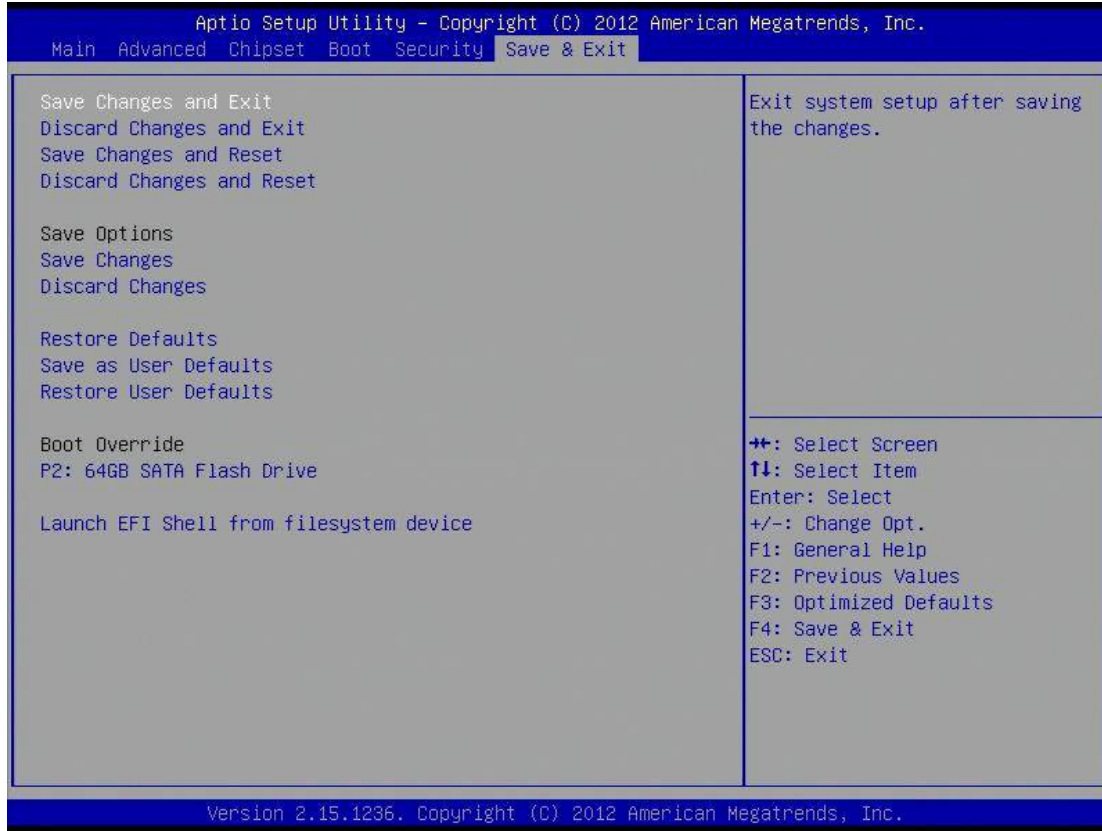 Aptio Setup Utility – Copyright (C) 2012 American Megatrends, Inc.
Main Advanced Chipset Boot Security Save & Exit
Save Changes and Exit
Discard Changes and Exit
Save Changes and Reset
Discard Changes and Reset
Save Options
Save Changes
Discard Changes
Restore Defaults
Save as User Defaults
Restore User Defaults
Boot Override
P2: 64GB SATA Flash Drive
Launch EFI Shell from filesystem device
Exit system setup after saving
the changes.
→←: Select Screen
↑↓: Select Item
Enter: Select
+/-: Change Opt.
F1: General Help
F2: Previous Values
F3: Optimized Defaults
F4: Save & Exit
ESC: Exit
Version 2.15.1236. Copyright (C) 2012 American Megatrends, Inc.